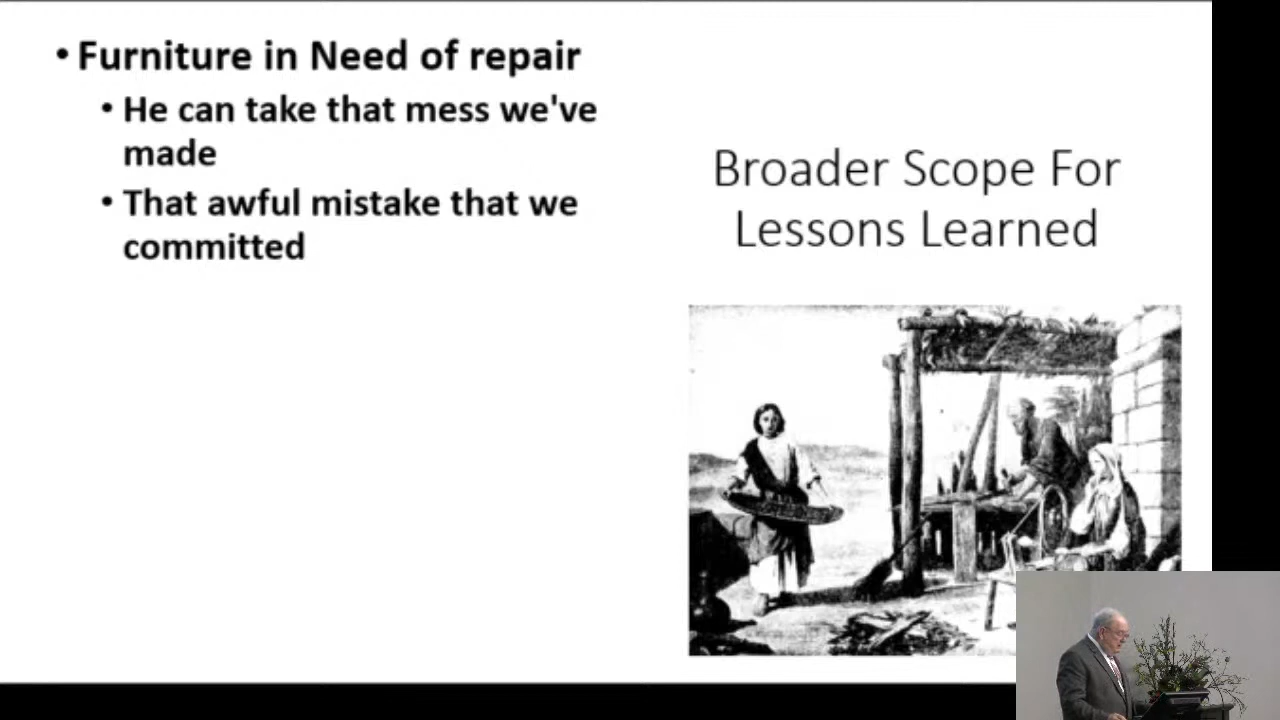 • Furniture in Need of repair
• He can take that mess we've
made
• That awful mistake that we
committed
Broader Scope For
Lessons Learned